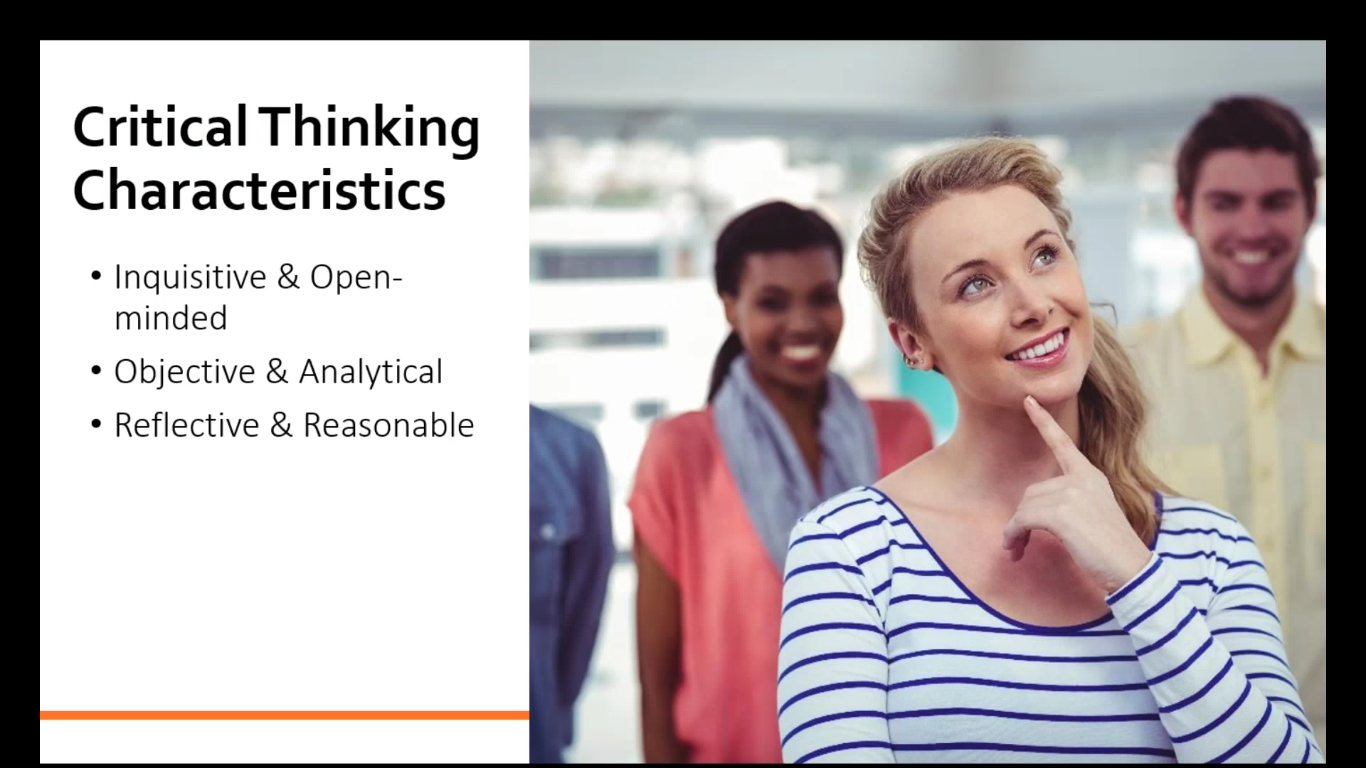 Critical Thinking
Characteristics
• Inquisitive & Open-
minded
• Objective & Analytical
• Reflective & Reasonable